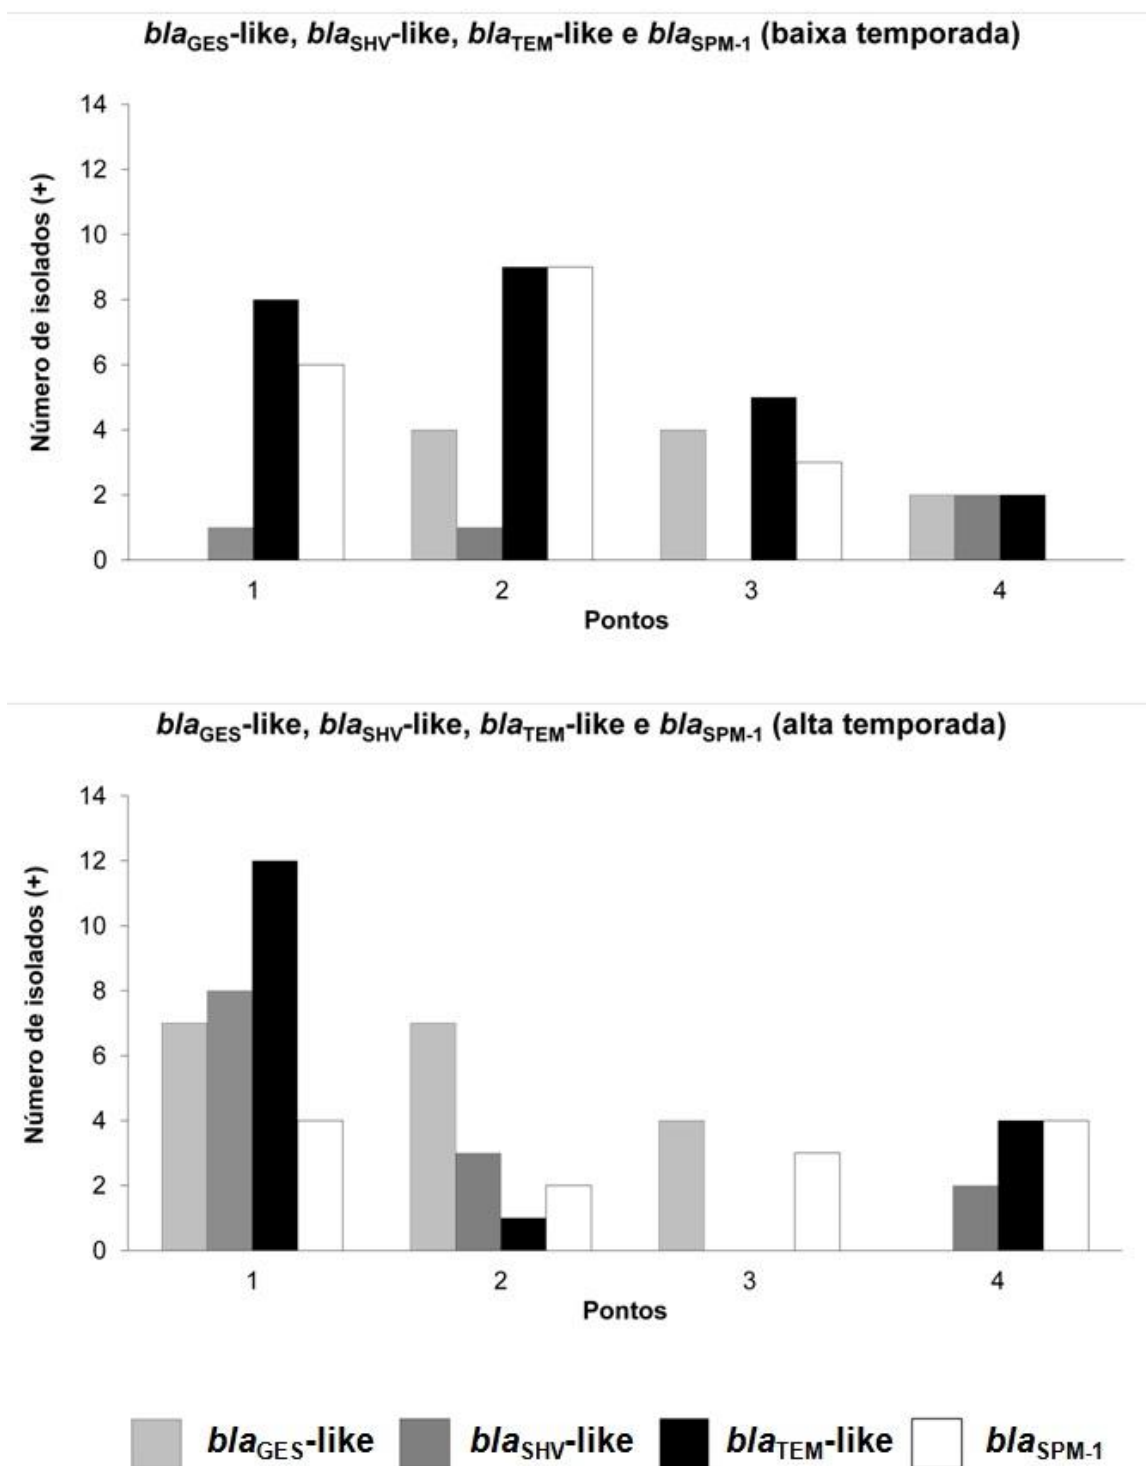 blaGES-like, blaSHV-like, blaTEM-like e blaSPM-1 (baixa temporada)
Número de isolados (+)
14
12
10
8
6
4
2
0
1 2 3 4
Pontos
blaGES-like, blaSHV-like, blaTEM-like e blaSPM-1 (alta temporada)
Número de isolados (+)
14
12
10
8
6
4
2
0
1 2 3 4
Pontos
blaGES-like blaSHV-like blaTEM-like blaSPM-1